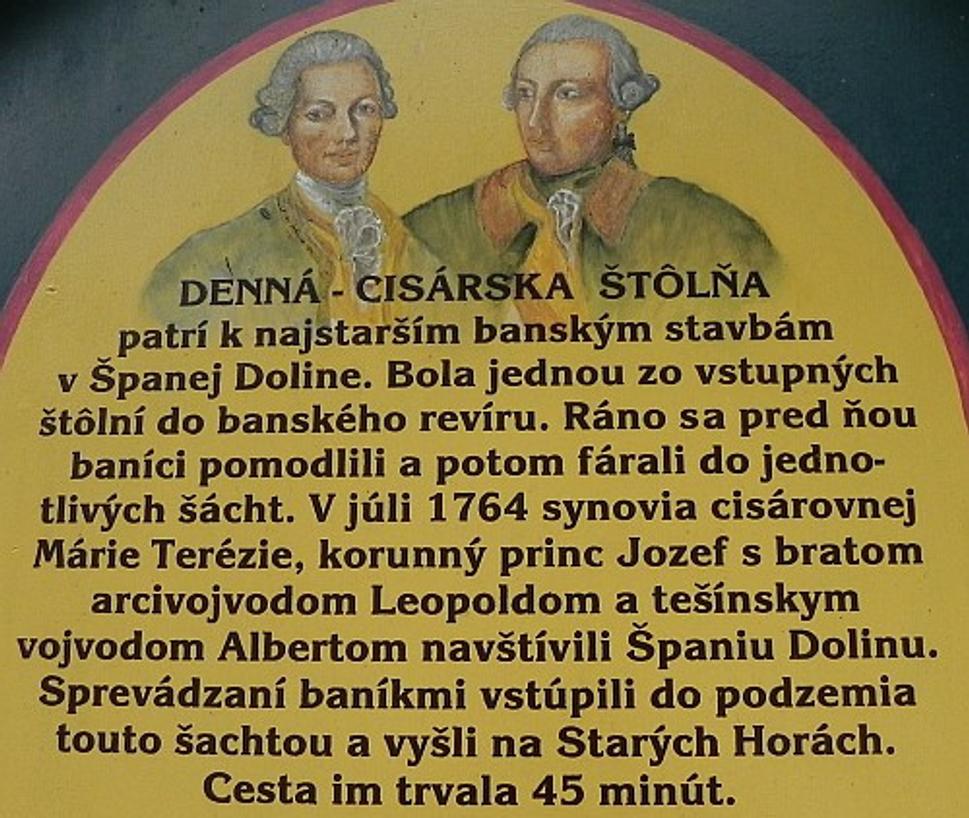 DENNÁ - CISÁRSKA ŠTÔLŇA
patrí k najstarším banským stavbám
v Španej Doline. Bola jednou zo vstupných
štôlní do banského revíru. Ráno sa pred ňou
baníci pomodlili a potom fárali do jedno-
tlivých šácht. V júli 1764 synovia cisárovnej
Márie Terézie, korunný princ Jozef s bratom
arcivojvodom Leopoldom a tešínskym
vojvodom Albertom navštívili Španiu Dolinu.
Sprevádzaní baníkmi vstúpili do podzemia
touto šachtou a vyšli na Starých Horách.
Cesta im trvala 45 minút.